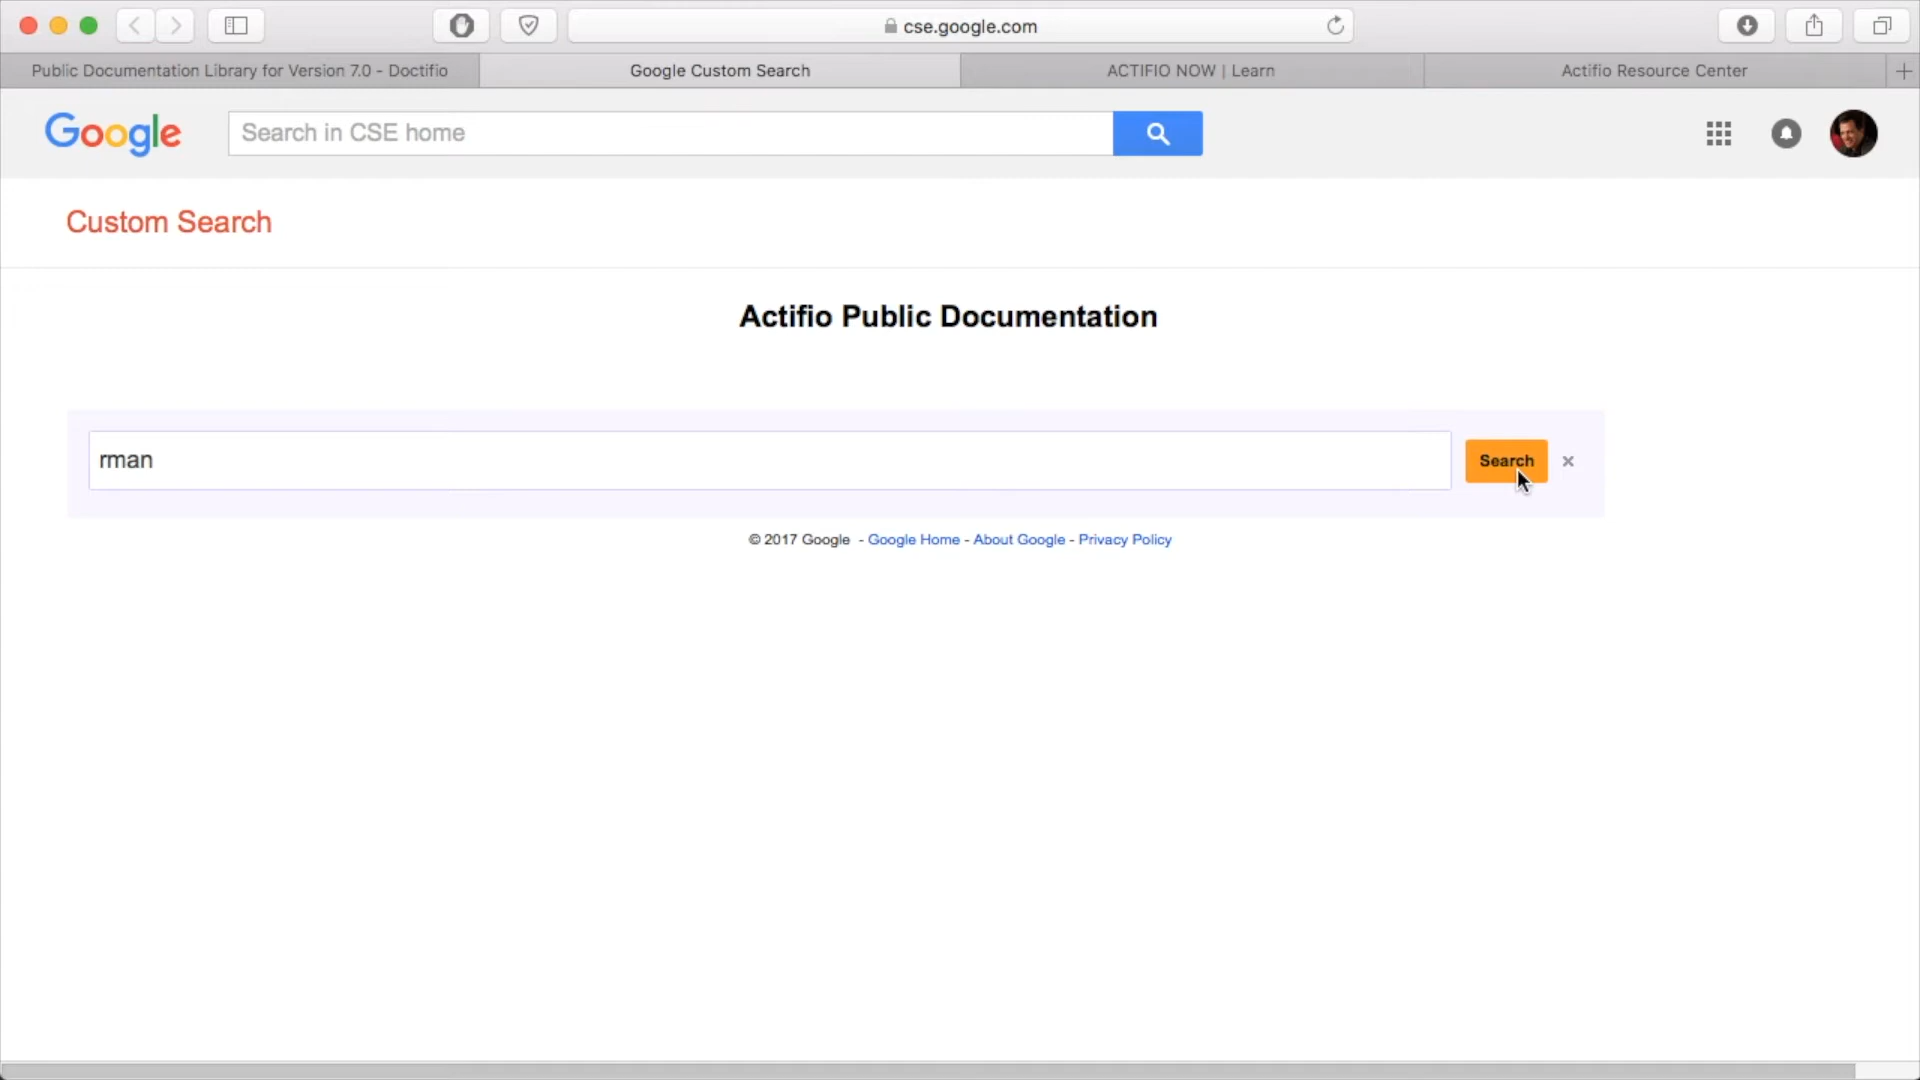 cse.google.com
Public Documentation Library for Version 7.0 - Doctifio
Google Custom Search
ACTIFIO NOW | Learn
Actifio Resource Center
Google
Search in CSE home
Custom Search
Actifio Public Documentation
rman
Search
© 2017 Google - Google Home - About Google - Privacy Policy